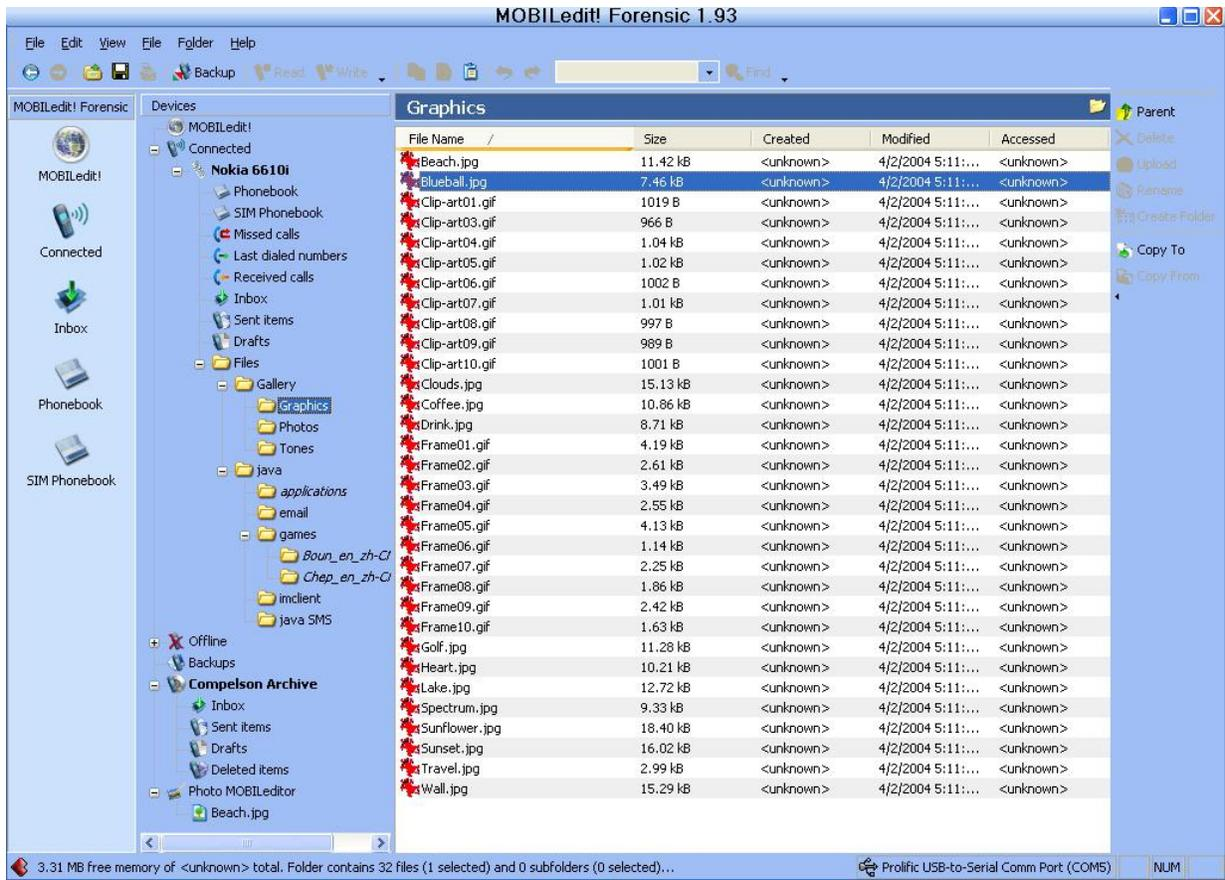 MOBILedit! Forensic 1.93
File Edit View File Folder Help
Backup Read Write Find
MOBILedit! Forensic
MOBILedit!
Connected
Inbox
Phonebook
SIM Phonebook
Devices
MOBILedit!
Connected
Nokia 6610i
Phonebook
SIM Phonebook
Missed calls
Last dialed numbers
Received calls
Inbox
Sent items
Drafts
Files
Gallery
Graphics
Photos
Tones
java
applications
email
games
Boun_en_zh-CI
Chep_en_zh-CI
imclient
java SMS
Offline
Backups
Compelson Archive
Inbox
Sent items
Drafts
Deleted items
Photo MOBILeditor
Beach.jpg
Graphics
File Name Size Created Modified Accessed
Beach.jpg 11.42 kB <unknown> 4/2/2004 5:11:... <unknown>
Blueball.jpg 7.46 kB <unknown> 4/2/2004 5:11:... <unknown>
Clip-art01.gif 1019 B <unknown> 4/2/2004 5:11:... <unknown>
Clip-art03.gif 966 B <unknown> 4/2/2004 5:11:... <unknown>
Clip-art04.gif 1.04 kB <unknown> 4/2/2004 5:11:... <unknown>
Clip-art05.gif 1.02 kB <unknown> 4/2/2004 5:11:... <unknown>
Clip-art06.gif 1002 B <unknown> 4/2/2004 5:11:... <unknown>
Clip-art07.gif 1.01 kB <unknown> 4/2/2004 5:11:... <unknown>
Clip-art08.gif 997 B <unknown> 4/2/2004 5:11:... <unknown>
Clip-art09.gif 989 B <unknown> 4/2/2004 5:11:... <unknown>
Clip-art10.gif 1001 B <unknown> 4/2/2004 5:11:... <unknown>
Clouds.jpg 15.13 kB <unknown> 4/2/2004 5:11:... <unknown>
Coffee.jpg 10.86 kB <unknown> 4/2/2004 5:11:... <unknown>
Drink.jpg 8.71 kB <unknown> 4/2/2004 5:11:... <unknown>
Frame01.gif 4.19 kB <unknown> 4/2/2004 5:11:... <unknown>
Frame02.gif 2.61 kB <unknown> 4/2/2004 5:11:... <unknown>
Frame03.gif 3.49 kB <unknown> 4/2/2004 5:11:... <unknown>
Frame04.gif 2.55 kB <unknown> 4/2/2004 5:11:... <unknown>
Frame05.gif 4.13 kB <unknown> 4/2/2004 5:11:... <unknown>
Frame06.gif 1.14 kB <unknown> 4/2/2004 5:11:... <unknown>
Frame07.gif 2.25 kB <unknown> 4/2/2004 5:11:... <unknown>
Frame08.gif 1.86 kB <unknown> 4/2/2004 5:11:... <unknown>
Frame09.gif 2.42 kB <unknown> 4/2/2004 5:11:... <unknown>
Frame10.gif 1.63 kB <unknown> 4/2/2004 5:11:... <unknown>
Golf.jpg 11.28 kB <unknown> 4/2/2004 5:11:... <unknown>
Heart.jpg 10.21 kB <unknown> 4/2/2004 5:11:... <unknown>
Lake.jpg 12.72 kB <unknown> 4/2/2004 5:11:... <unknown>
Spectrum.jpg 9.33 kB <unknown> 4/2/2004 5:11:... <unknown>
Sunflower.jpg 18.40 kB <unknown> 4/2/2004 5:11:... <unknown>
Sunset.jpg 16.02 kB <unknown> 4/2/2004 5:11:... <unknown>
Travel.jpg 2.99 kB <unknown> 4/2/2004 5:11:... <unknown>
Wall.jpg 15.29 kB <unknown> 4/2/2004 5:11:... <unknown>
Parent
Delete
Upload
Rename
Create Folder
Copy To
Copy From
3.31 MB free memory of <unknown> total. Folder contains 32 files (1 selected) and 0 subfolders (0 selected)...
Prolific USB-to-Serial Comm Port (COM5)
NUM